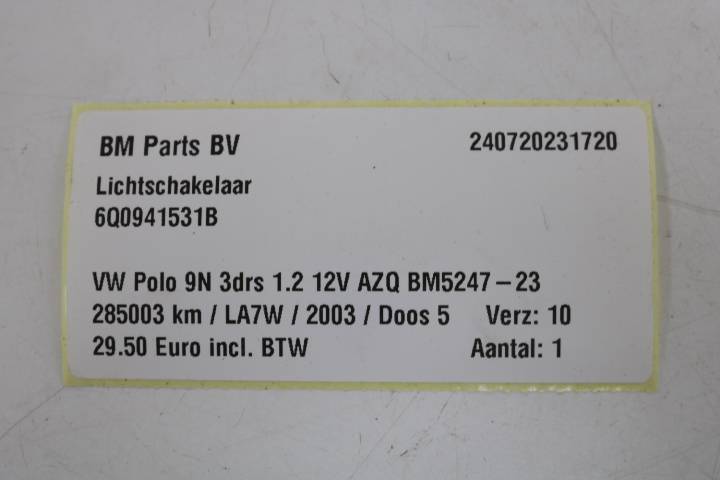 BM Parts BV 240720231720
Lichtschakelaar
6Q0941531B
VW Polo 9N 3drs 1.2 12V AZQ BM5247-23
285003 km / LA7W / 2003 / Doos 5 Verz: 10
29.50 Euro incl. BTW Aantal: 1